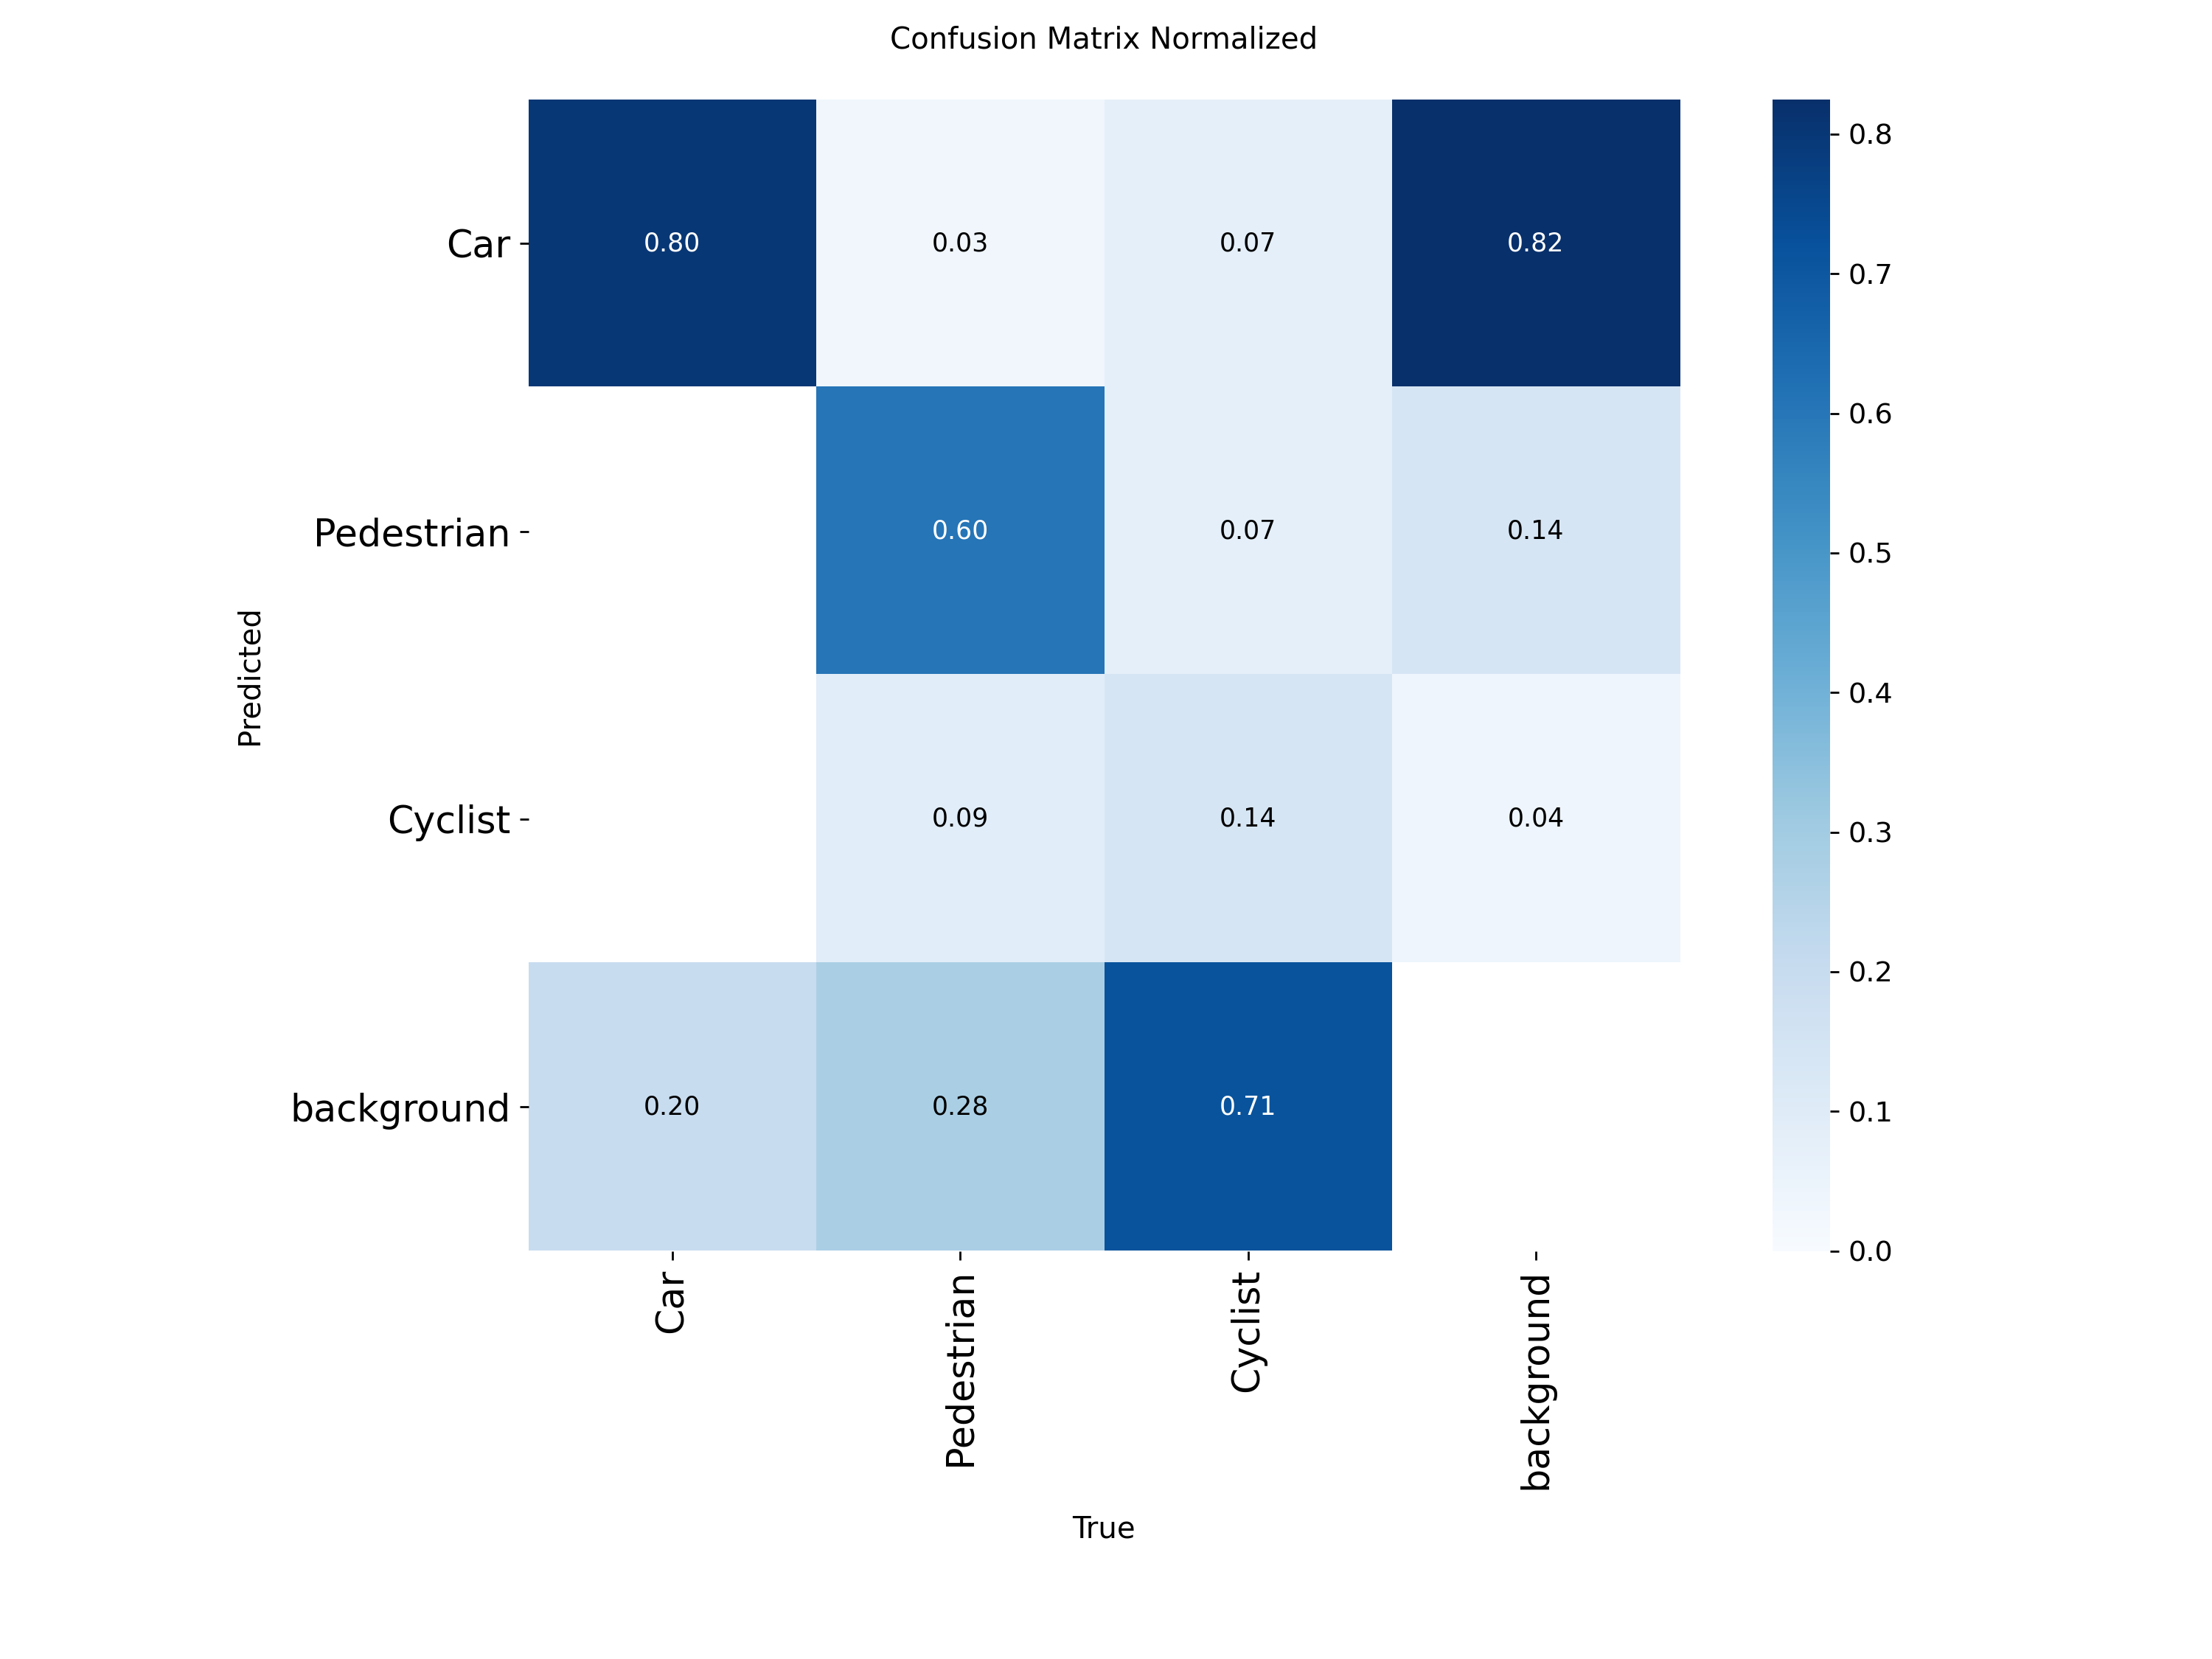 Confusion Matrix Normalized
Car
0.80
0.03
0.07
0.82
Pedestrian
0.60
0.07
0.14
Cyclist
0.09
0.14
0.04
background
0.20
0.28
0.71
Predicted
Car
Pedestrian
Cyclist
background
True
0.8
0.7
0.6
0.5
0.4
0.3
0.2
0.1
0.0